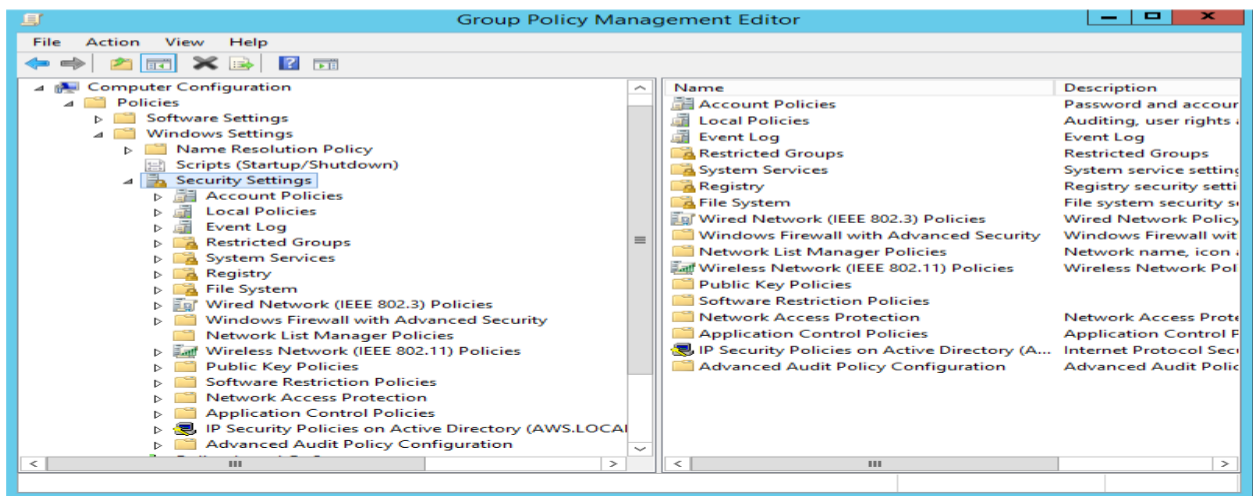 Group Policy Management Editor
File Action View Help
Computer Configuration
Policies
Software Settings
Windows Settings
Name Resolution Policy
Scripts (Startup/Shutdown)
Security Settings
Account Policies
Local Policies
Event Log
Restricted Groups
System Services
Registry
File System
Wired Network (IEEE 802.3) Policies
Windows Firewall with Advanced Security
Network List Manager Policies
Wireless Network (IEEE 802.11) Policies
Public Key Policies
Software Restriction Policies
Network Access Protection
Application Control Policies
IP Security Policies on Active Directory (AWS.LOCAL
Advanced Audit Policy Configuration
Name Description
Account Policies Password and accour
Local Policies Auditing, user rights
Event Log Event Log
Restricted Groups Restricted Groups
System Services System service setting
Registry Registry security setti
File System File system security s
Wired Network (IEEE 802.3) Policies Wired Network Policy
Windows Firewall with Advanced Security Windows Firewall wit
Network List Manager Policies Network name, icon
Wireless Network (IEEE 802.11) Policies Wireless Network Pol
Public Key Policies
Software Restriction Policies
Network Access Protection Network Access Prote
Application Control Policies Application Control P
IP Security Policies on Active Directory (A... Internet Protocol Secu
Advanced Audit Policy Configuration Advanced Audit Polic